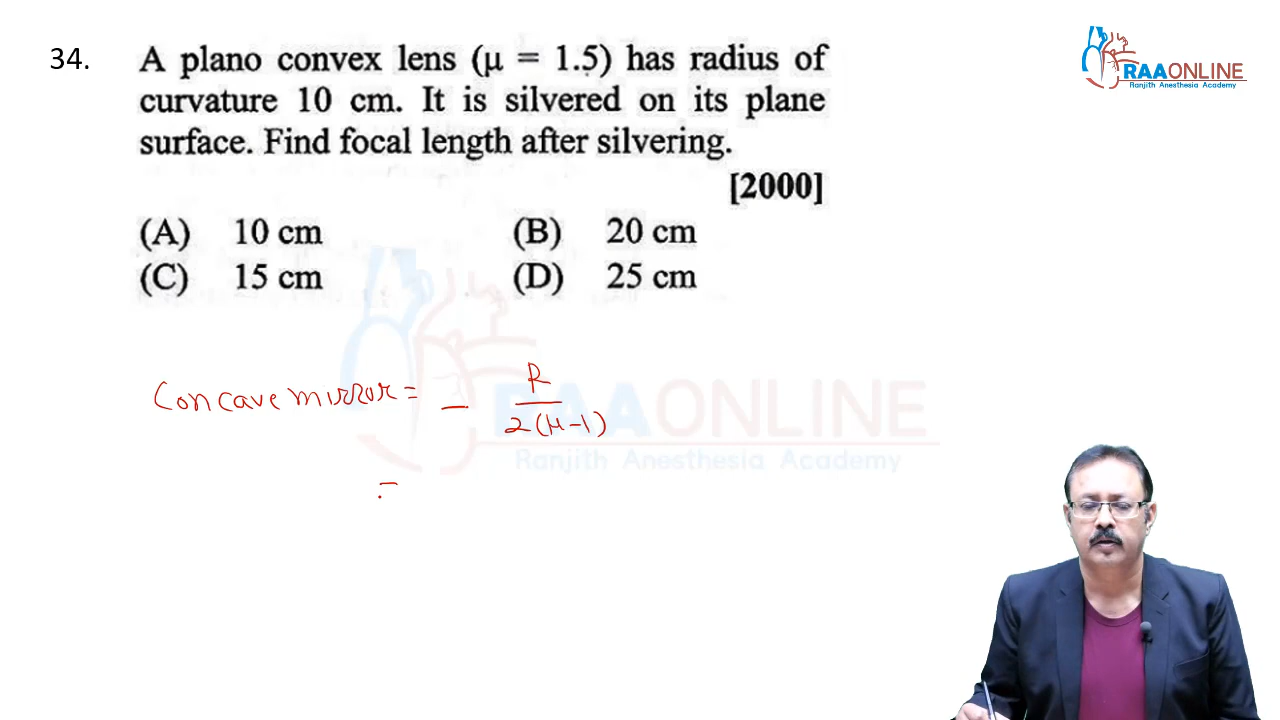 34.
A plano convex lens (μ = 1.5) has radius of
curvature 10 cm. It is silvered on its plane
surface. Find focal length after silvering.
[2000]
(A) 10 cm (B) 20 cm
(C) 15 cm (D) 25 cm
RAAONLINE
Ranjith Anesthesia Academy
Concave mirror = - R
2(μ-1)
=
RAAONLINE
Ranjith Anesthesia Academy